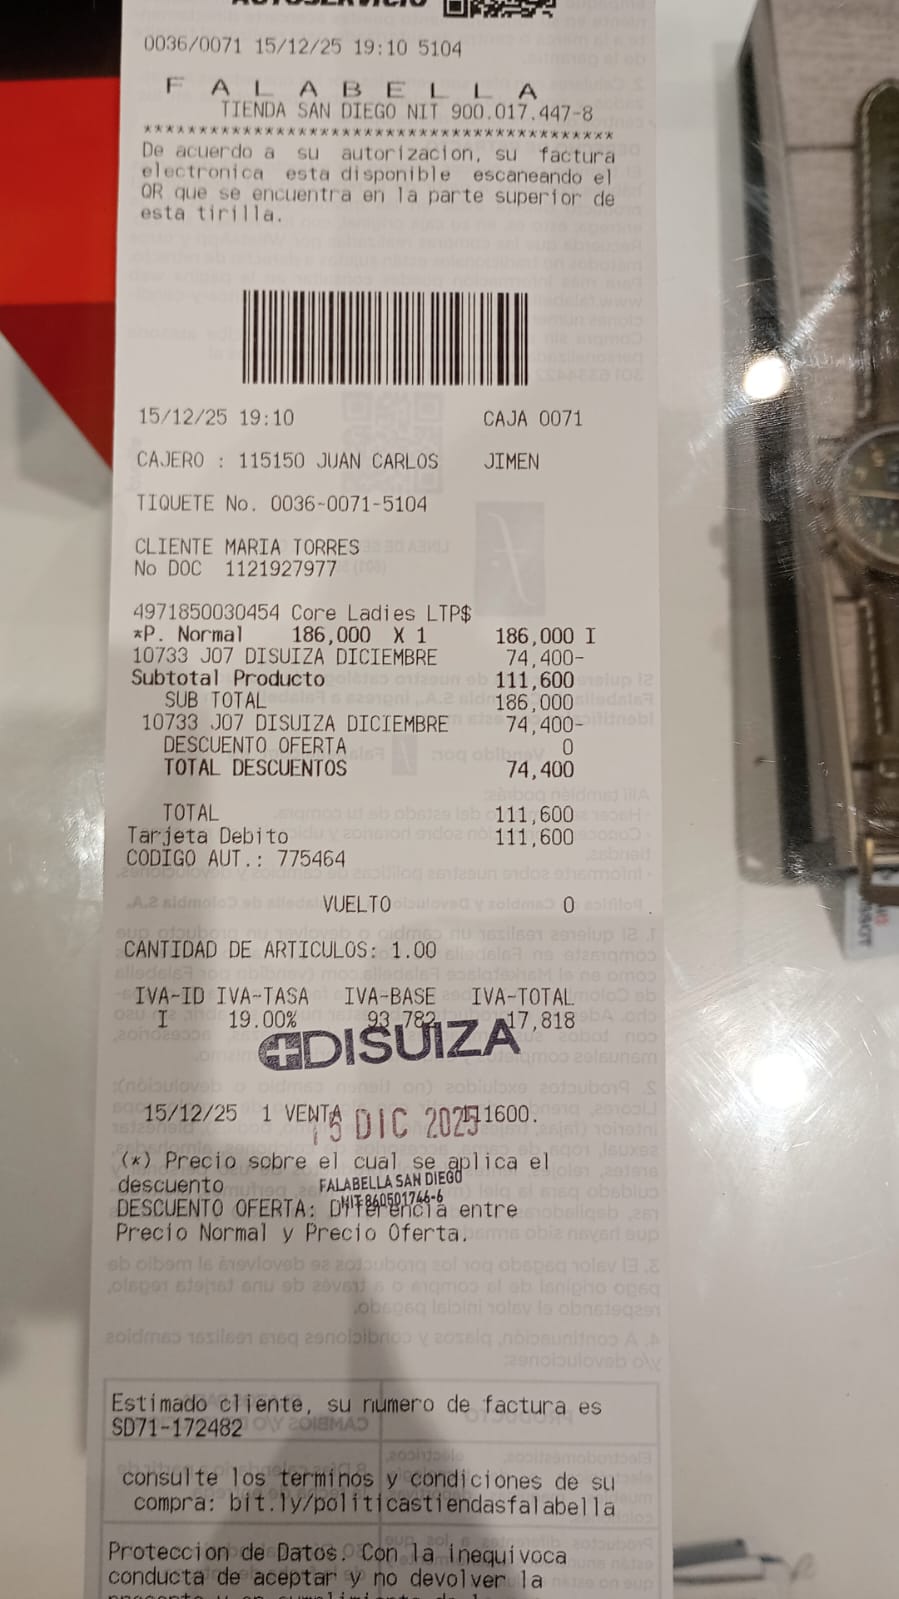 AUTOSERVICIO
0036/0071 15/12/25 19:10 5104
F A L A B E L L A
TIENDA SAN DIEGO NIT 900.017.447-8
******************************************
De acuerdo a su autorizacion, su factura
electronica esta disponible escaneando el
QR que se encuentra en la parte superior de
esta tirilla.
15/12/25 19:10 CAJA 0071
CAJERO : 115150 JUAN CARLOS JIMEN
TIQUETE No. 0036-0071-5104
CLIENTE MARIA TORRES
No DOC 1121927977
4971850030454 Core Ladies LTP$
*P. Normal 186,000 X 1 186,000 I
10733 J07 DISUIZA DICIEMBRE 74,400-
Subtotal Producto 111,600
SUB TOTAL 186,000
10733 J07 DISUIZA DICIEMBRE 74,400-
DESCUENTO OFERTA 0
TOTAL DESCUENTOS 74,400
TOTAL 111,600
Tarjeta Debito 111,600
CODIGO AUT.: 775464
VUELTO 0
CANTIDAD DE ARTICULOS: 1.00
IVA-ID IVA-TASA IVA-BASE IVA-TOTAL
I 19.00% 93,782 17,818
DISUIZA
15/12/25 1 VENTA 111600.
15 DIC 2025
(*) Precio sobre el cual se aplica el
descuento
FALABELLA SAN DIEGO
NIT 860501746-6
DESCUENTO OFERTA: Diferencia entre
Precio Normal y Precio Oferta.
Estimado cliente, su numero de factura es
SD71-172482
consulte los terminos y condiciones de su
compra: bit.ly/politicastiendasfalabella
Proteccion de Datos. Con la inequivoca
conducta de aceptar y no devolver la